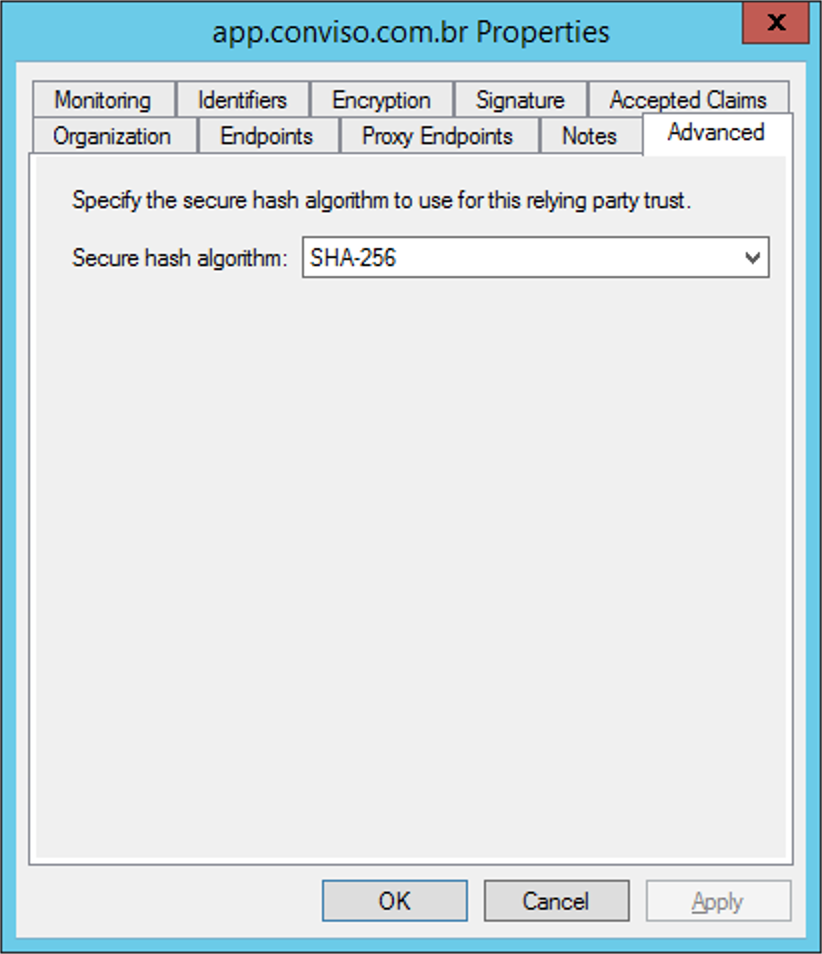 app.conviso.com.br Properties
x
Monitoring Identifiers Encryption Signature Accepted Claims
Organization Endpoints Proxy Endpoints Notes Advanced
Specify the secure hash algorithm to use for this relying party trust.
Secure hash algorithm: SHA-256
OK Cancel Apply